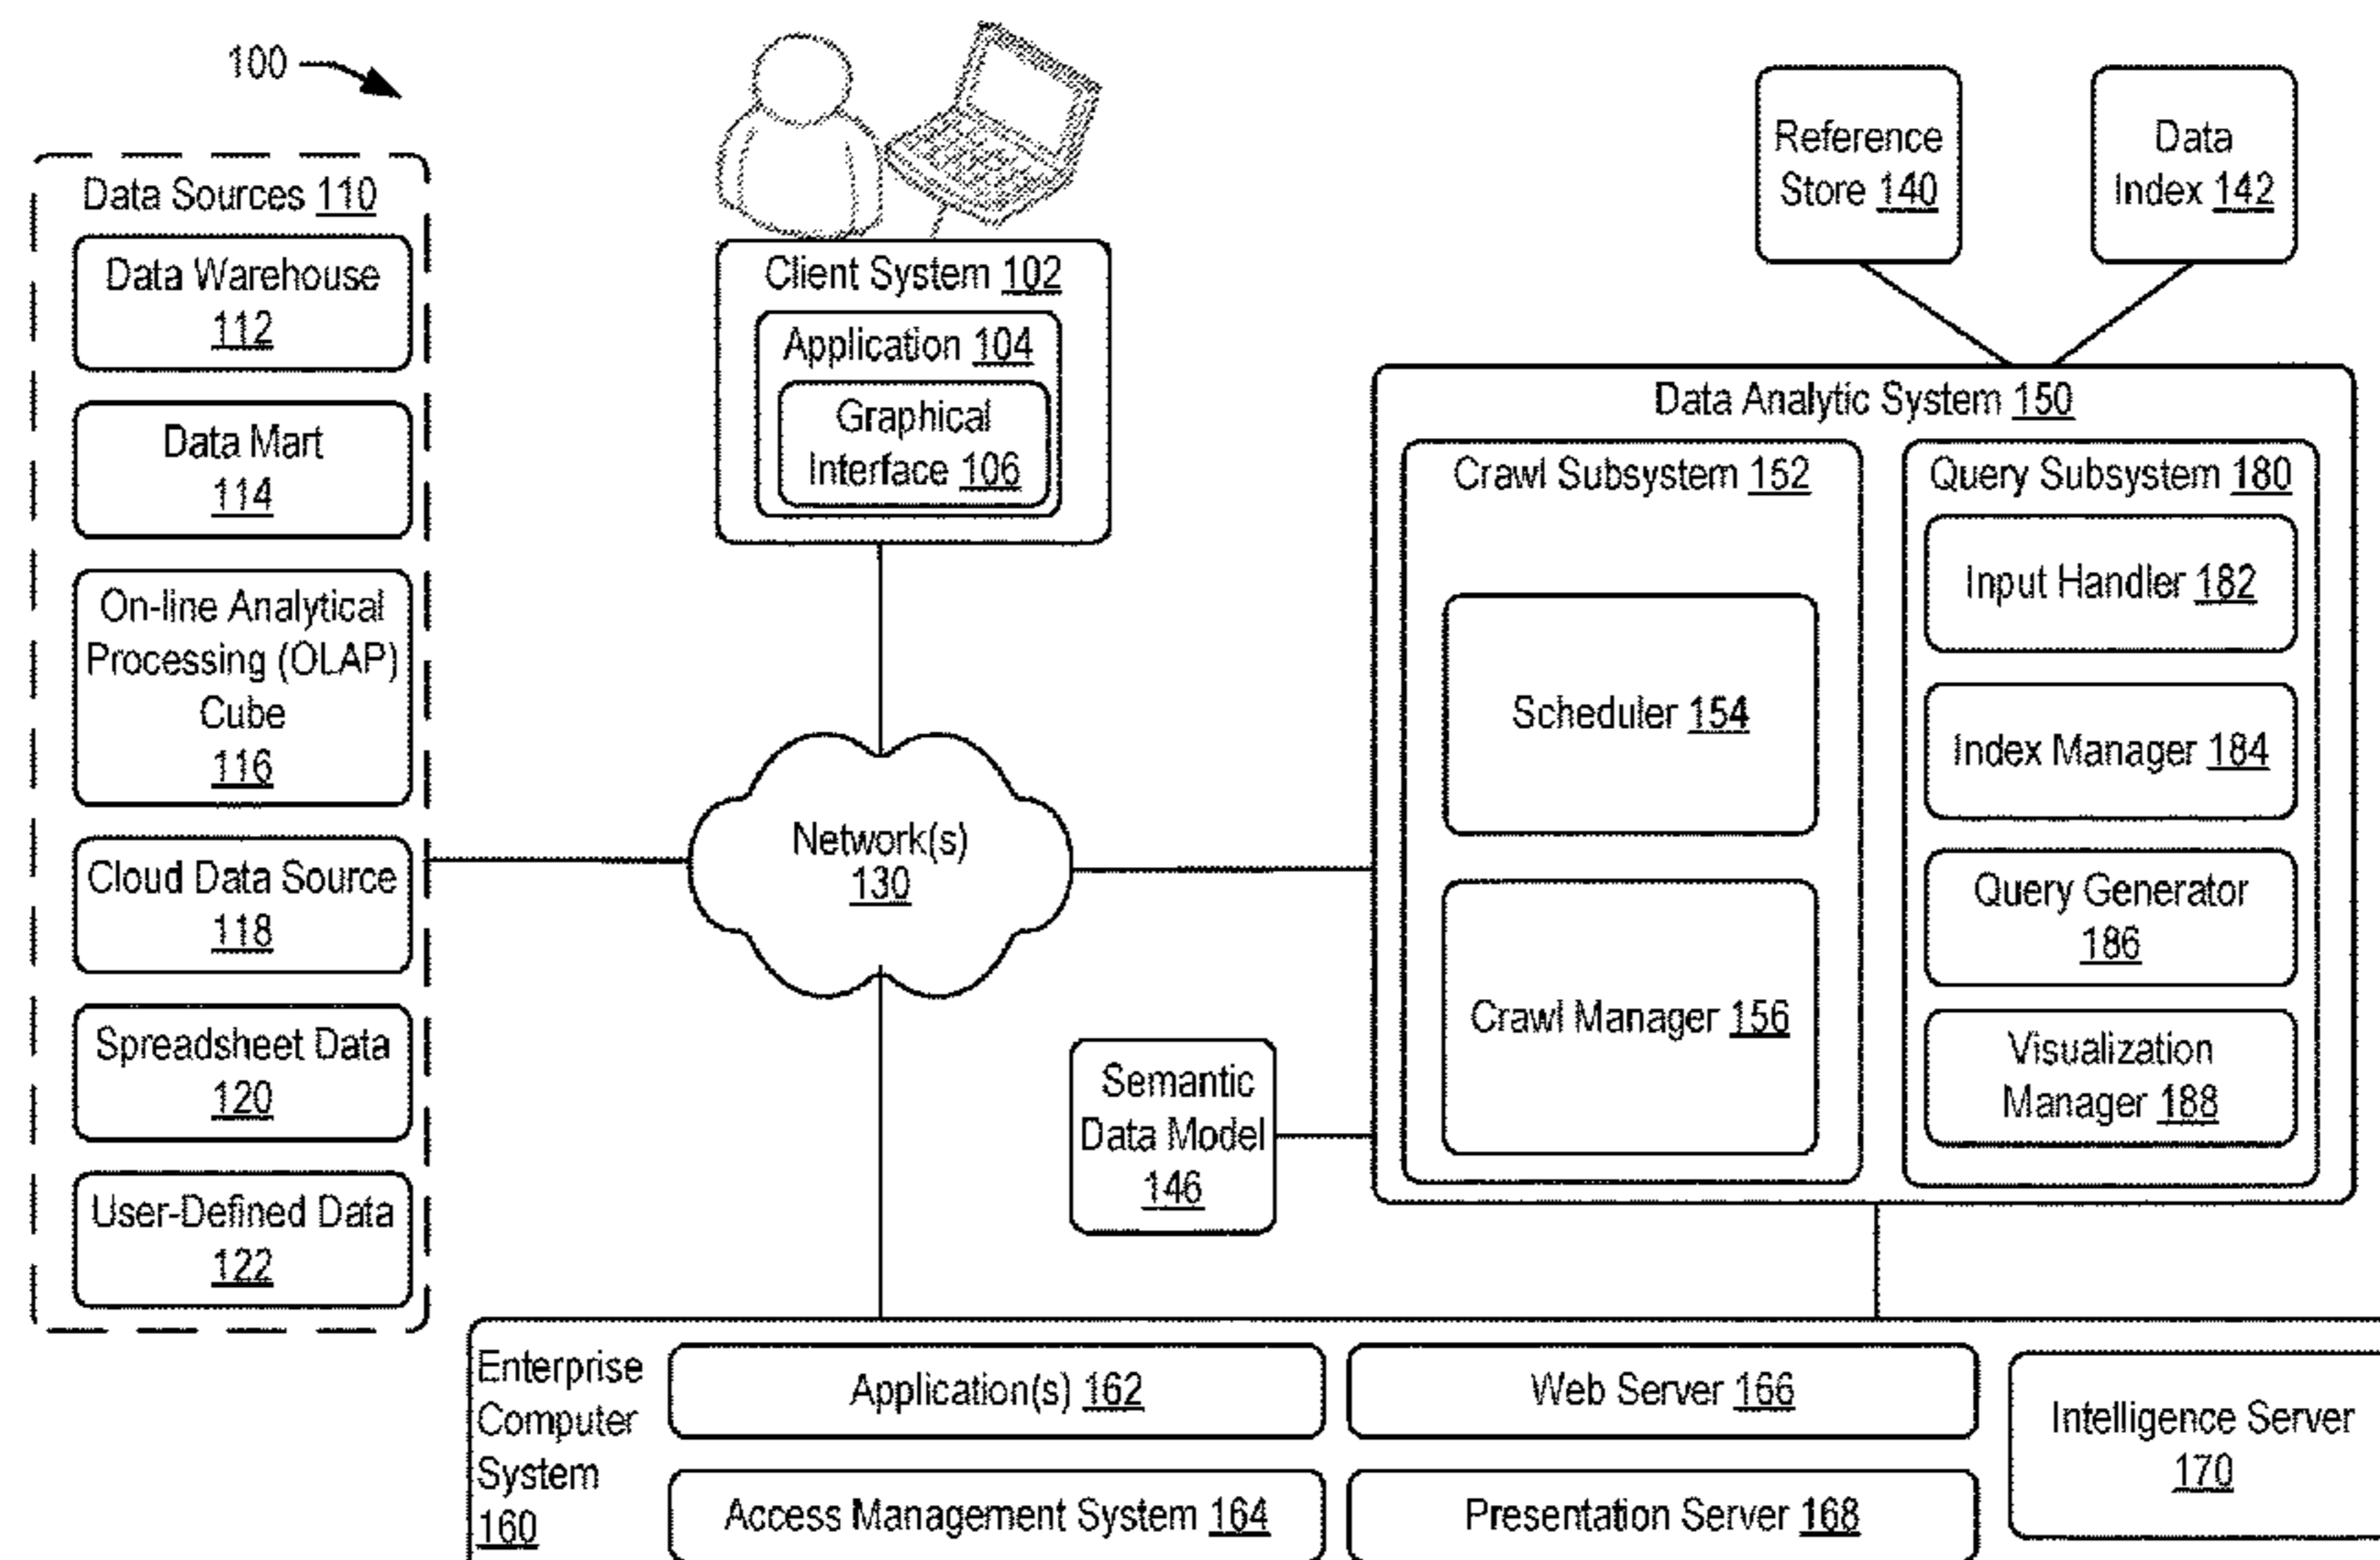 100
Data Sources 110
Data Warehouse
112
Data Mart
114
On-line Analytical
Processing (OLAP)
Cube
116
Cloud Data Source
118
Spreadsheet Data
120
User-Defined Data
122
Client System 102
Application 104
Graphical
Interface 106
Network(s)
130
Reference
Store 140
Data
Index 142
Data Analytic System 150
Crawl Subsystem 152
Scheduler 154
Crawl Manager 156
Query Subsystem 180
Input Handler 182
Index Manager 184
Query Generator
186
Visualization
Manager 188
Semantic
Data Model
146
Enterprise
Computer
System
160
Application(s) 162
Web Server 166
Access Management System 164
Presentation Server 168
Intelligence Server
170